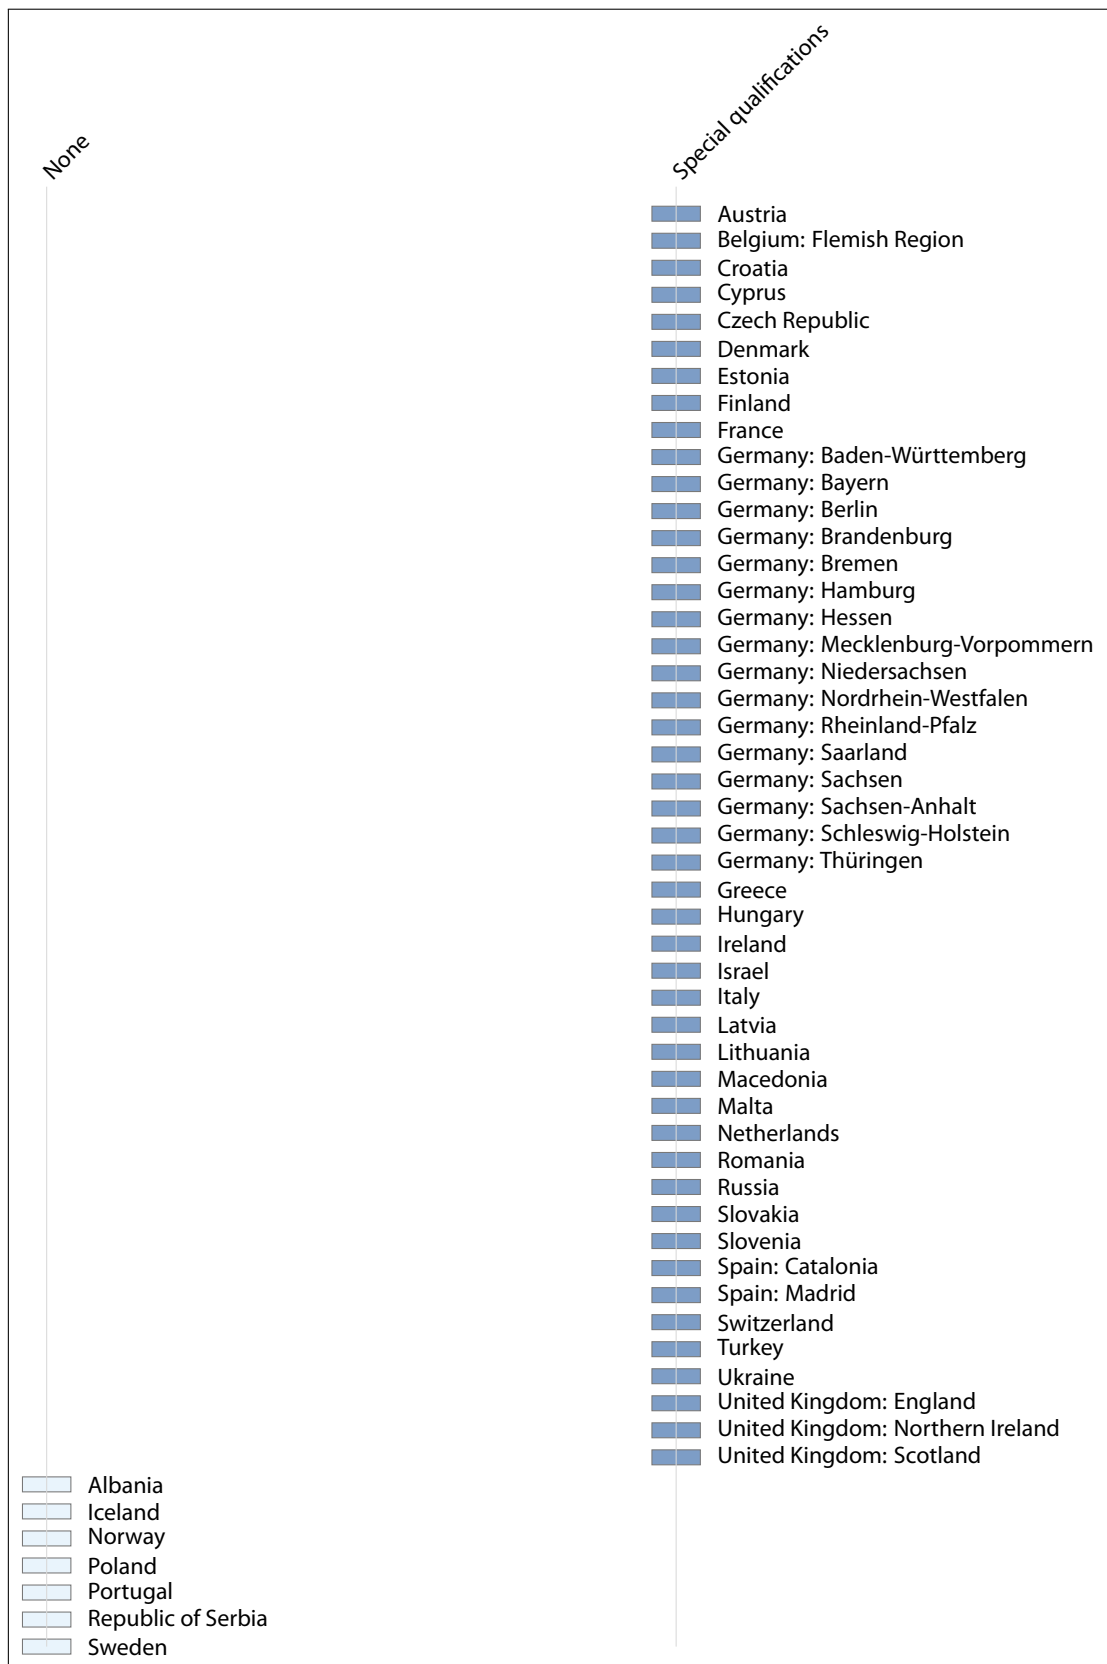 None
Special qualifications
Austria
Belgium: Flemish Region
Croatia
Cyprus
Czech Republic
Denmark
Estonia
Finland
France
Germany: Baden-Württemberg
Germany: Bayern
Germany: Berlin
Germany: Brandenburg
Germany: Bremen
Germany: Hamburg
Germany: Hessen
Germany: Mecklenburg-Vorpommern
Germany: Niedersachsen
Germany: Nordrhein-Westfalen
Germany: Rheinland-Pfalz
Germany: Saarland
Germany: Sachsen
Germany: Sachsen-Anhalt
Germany: Schleswig-Holstein
Germany: Thüringen
Greece
Hungary
Ireland
Israel
Italy
Latvia
Lithuania
Macedonia
Malta
Netherlands
Romania
Russia
Slovakia
Slovenia
Spain: Catalonia
Spain: Madrid
Switzerland
Turkey
Ukraine
United Kingdom: England
United Kingdom: Northern Ireland
United Kingdom: Scotland
Albania
Iceland
Norway
Poland
Portugal
Republic of Serbia
Sweden